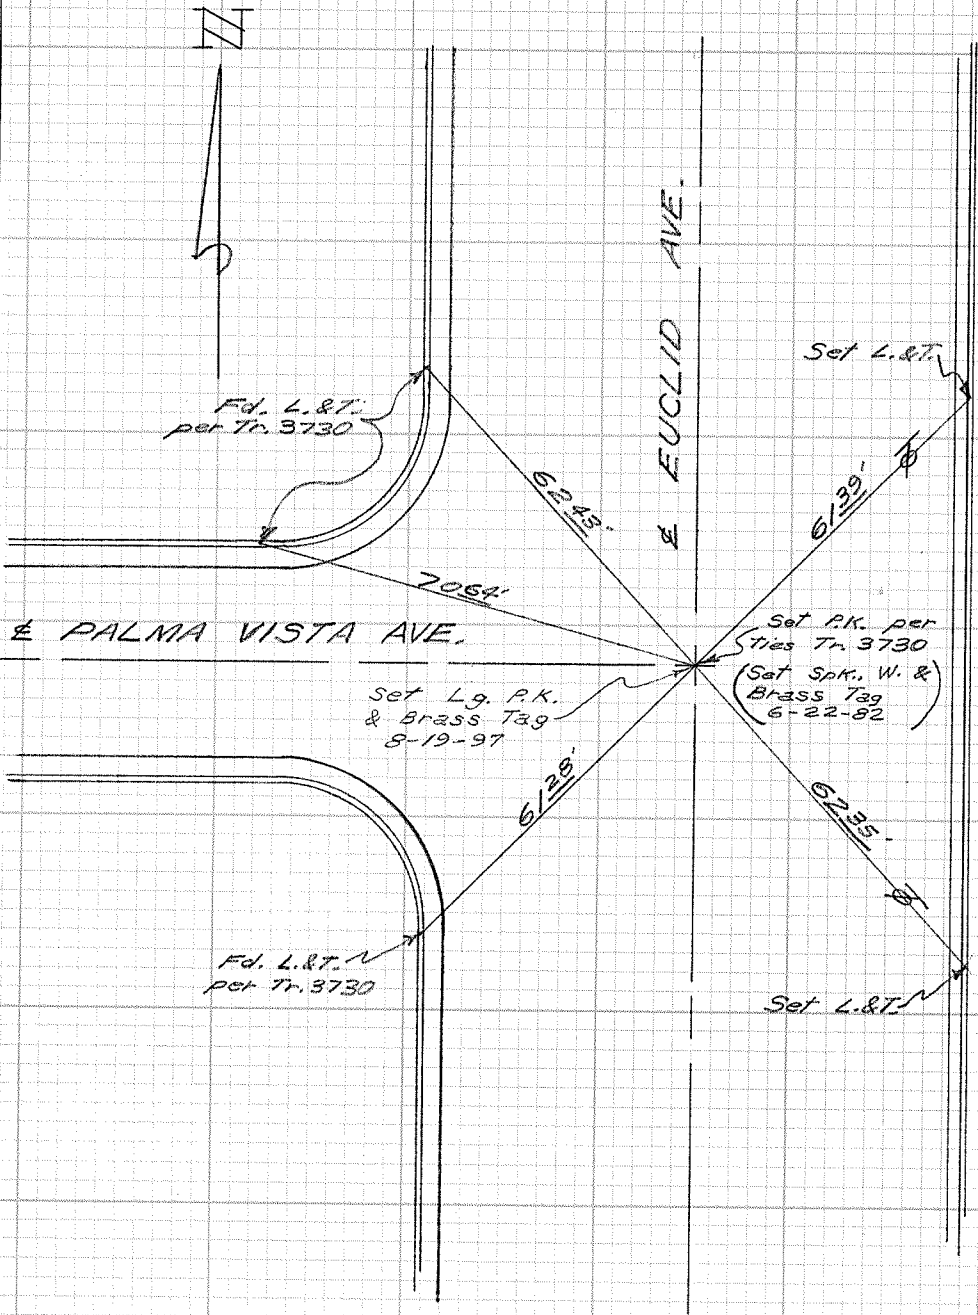 N
℄ EUCLID AVE.
Set L.&T.
Fd. L.&T.
per Tr. 3730
62.43'
61.39'
70.64'
℄ PALMA VISTA AVE.
Set P.K. per
ties Tr. 3730
(Set Spk. W. &
Brass Tag
6-22-82)
Set Lg. P.K.
& Brass Tag
8-19-97
61.28'
62.35'
Fd. L.&T.
per Tr. 3730
Set L.&T.